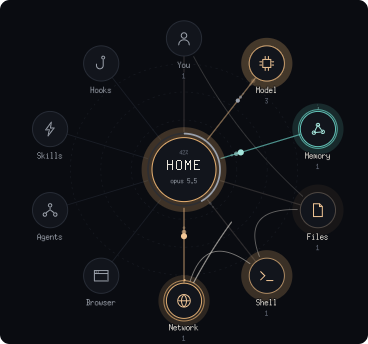 You
1
Hooks
Model
3
Skills
Memory
1
422
HOME
opus 5.5
Agents
Files
1
Browser
Shell
1
Network
1